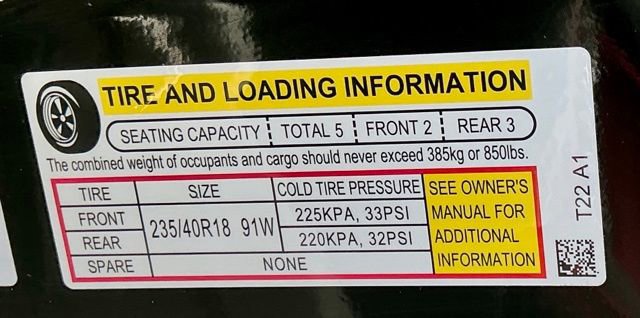 TIRE AND LOADING INFORMATION
SEATING CAPACITY TOTAL 5 FRONT 2 REAR 3
The combined weight of occupants and cargo should never exceed 385kg or 850lbs.
TIRE SIZE COLD TIRE PRESSURE
FRONT 235/40R18 91W 225KPA, 33PSI
REAR 220KPA, 32PSI
SPARE NONE
SEE OWNER'S
MANUAL FOR
ADDITIONAL
INFORMATION
T22 A1